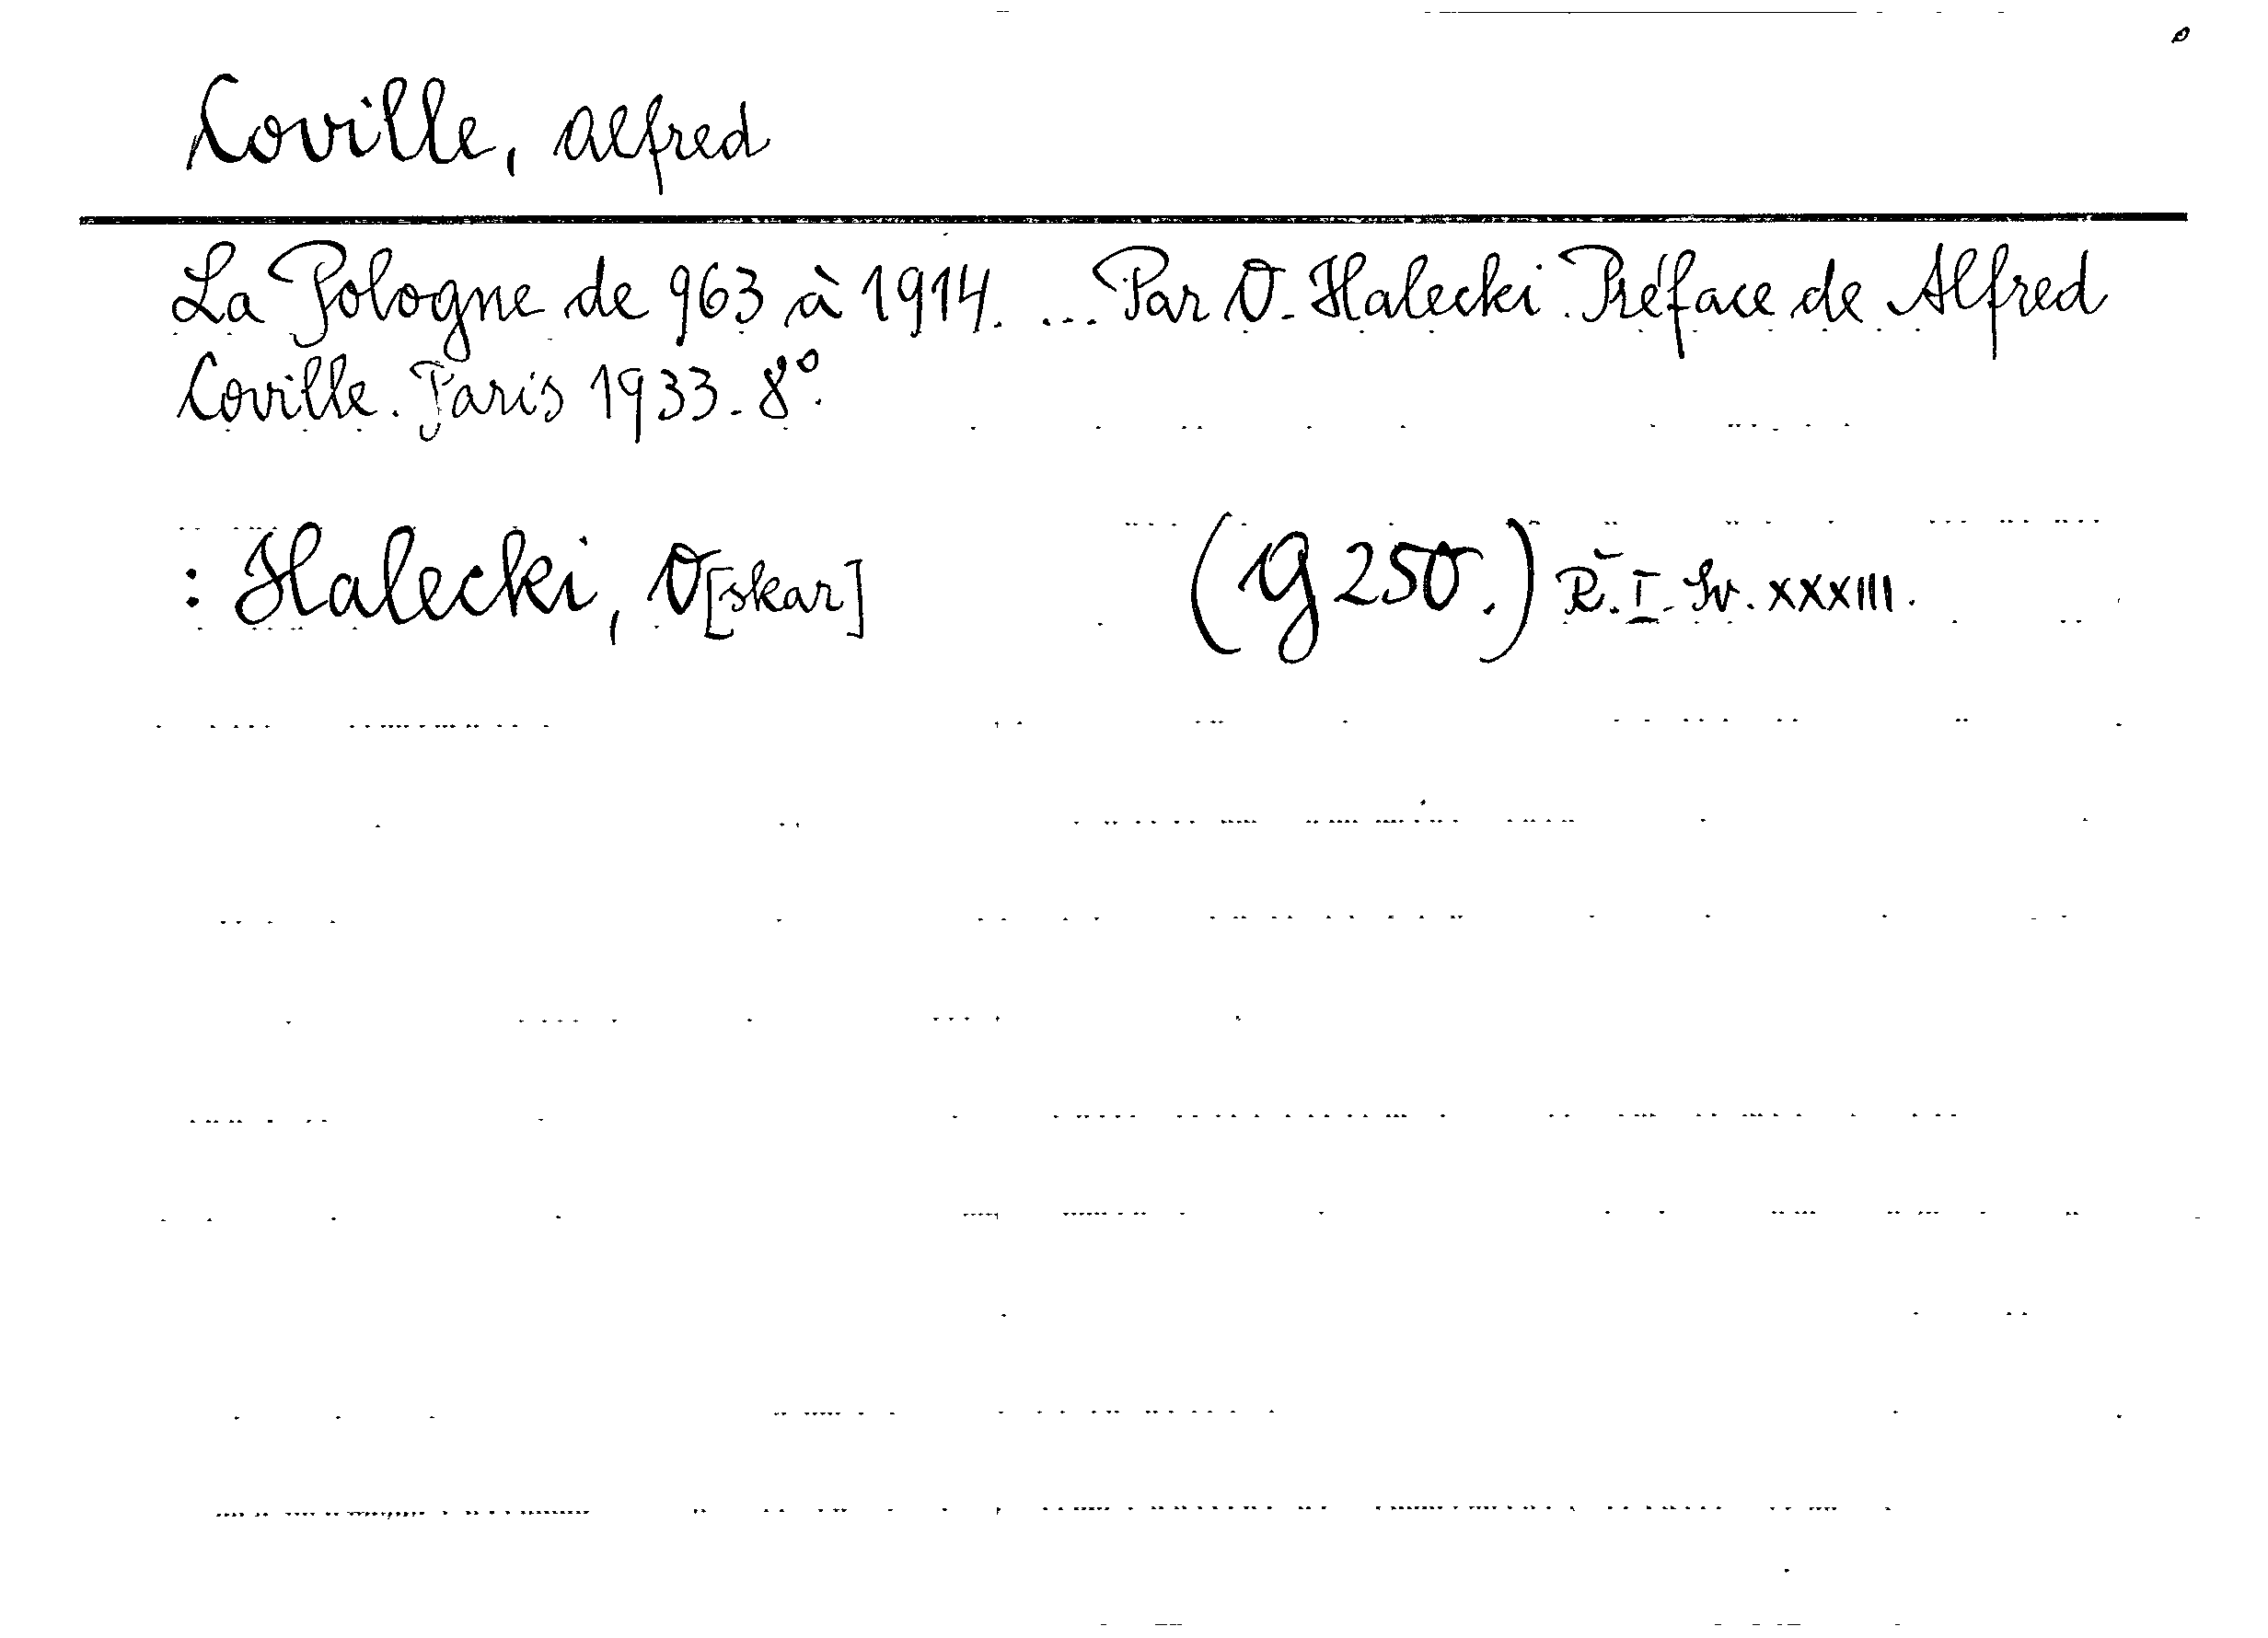 Coville, Alfred
La Pologne de 963 à 1914. ... Par O. Halecki. Préface de Alfred
Coville. Paris 1933. 8°.
: Halecki, O[skar] (G 250.) R. I. Sv. XXXIII.